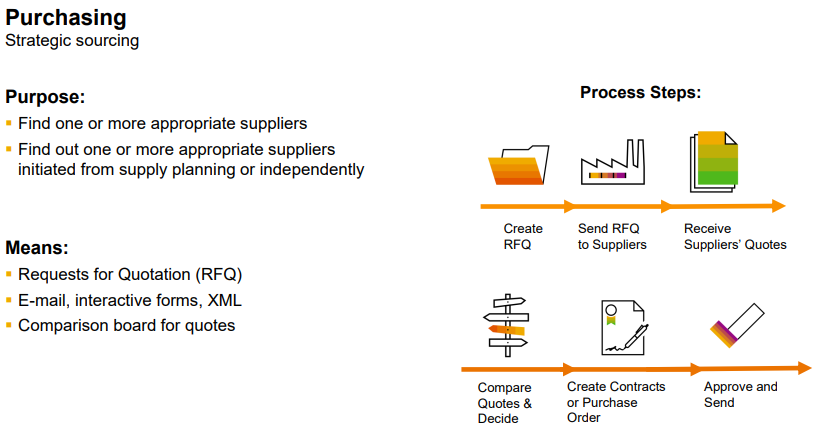 Purchasing
Strategic sourcing
Purpose:
Find one or more appropriate suppliers
Find out one or more appropriate suppliers
initiated from supply planning or independently
Means:
Requests for Quotation (RFQ)
E-mail, interactive forms, XML
Comparison board for quotes
Process Steps:
Create
RFQ
Send RFQ
to Suppliers
Receive
Suppliers’ Quotes
Compare
Quotes &
Decide
Create Contracts
or Purchase
Order
Approve and
Send